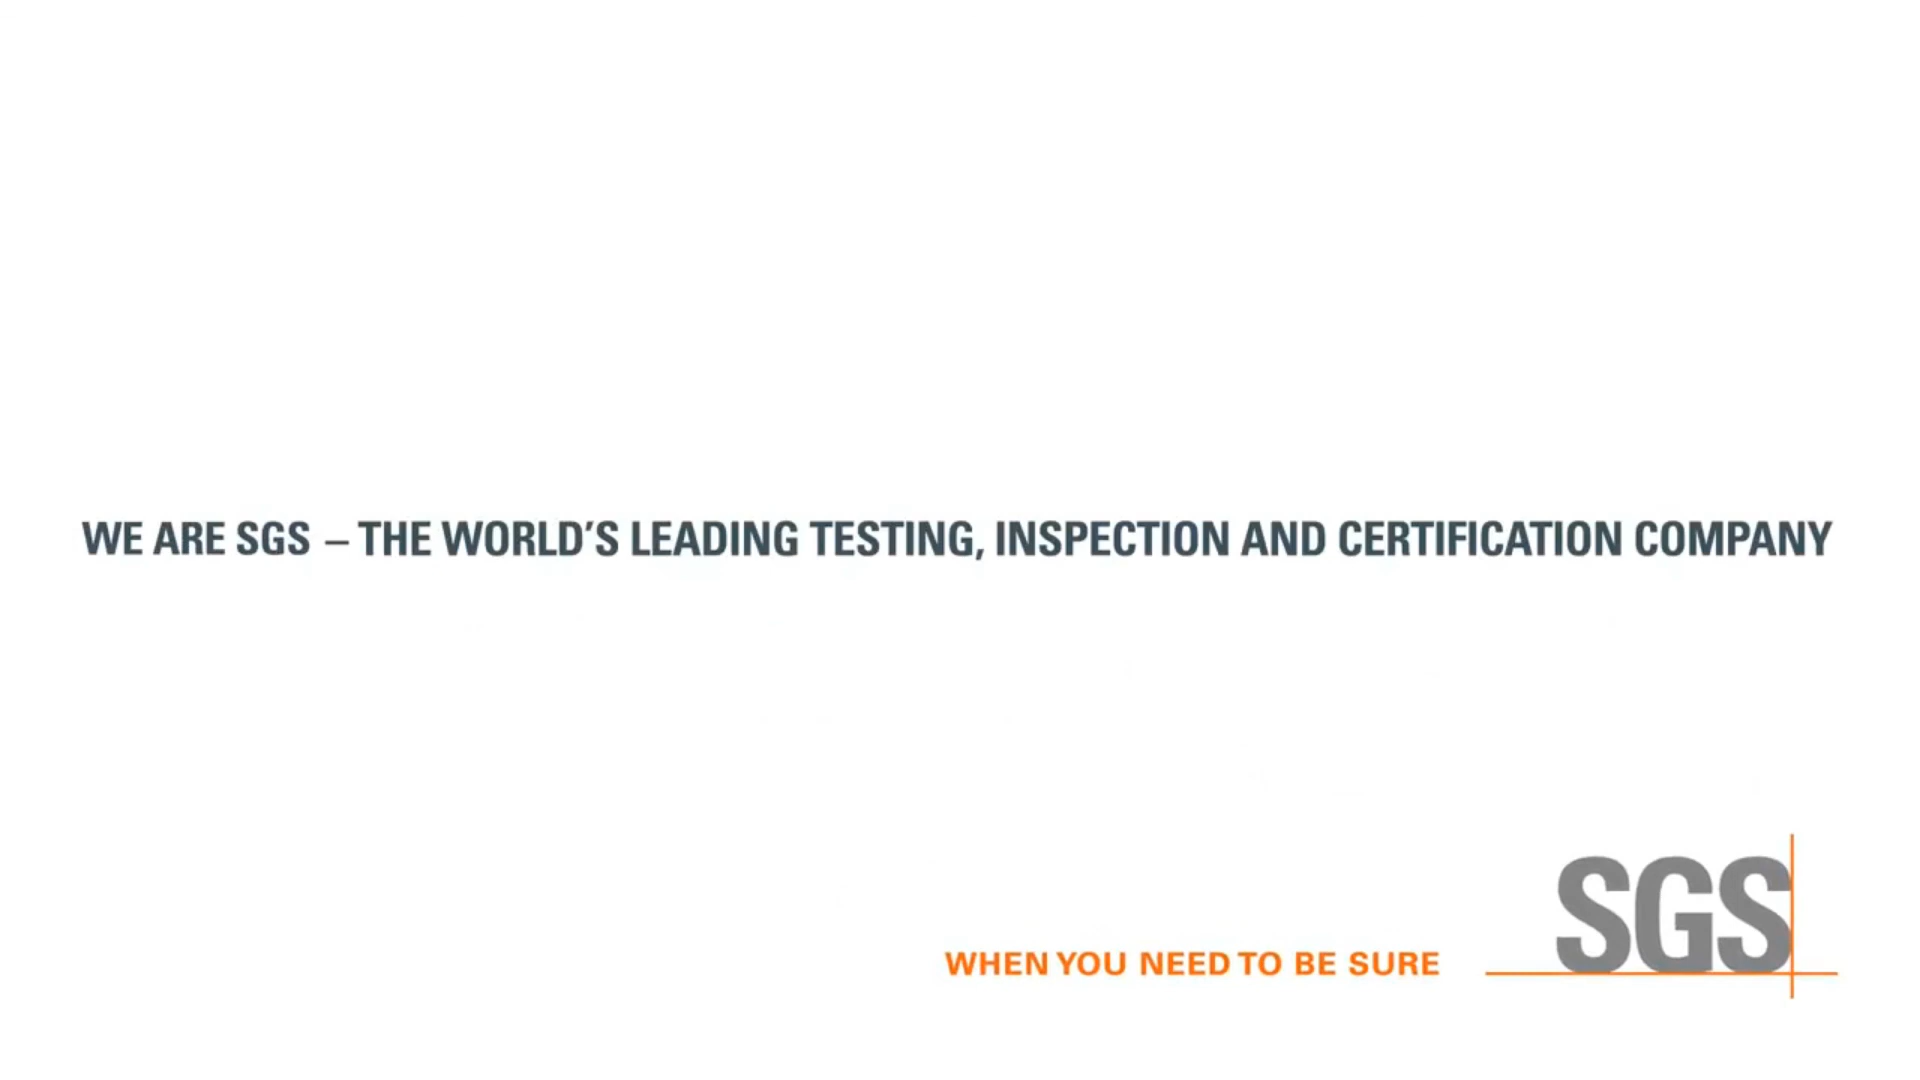 WE ARE SGS – THE WORLD’S LEADING TESTING, INSPECTION AND CERTIFICATION COMPANY
WHEN YOU NEED TO BE SURE
SGS